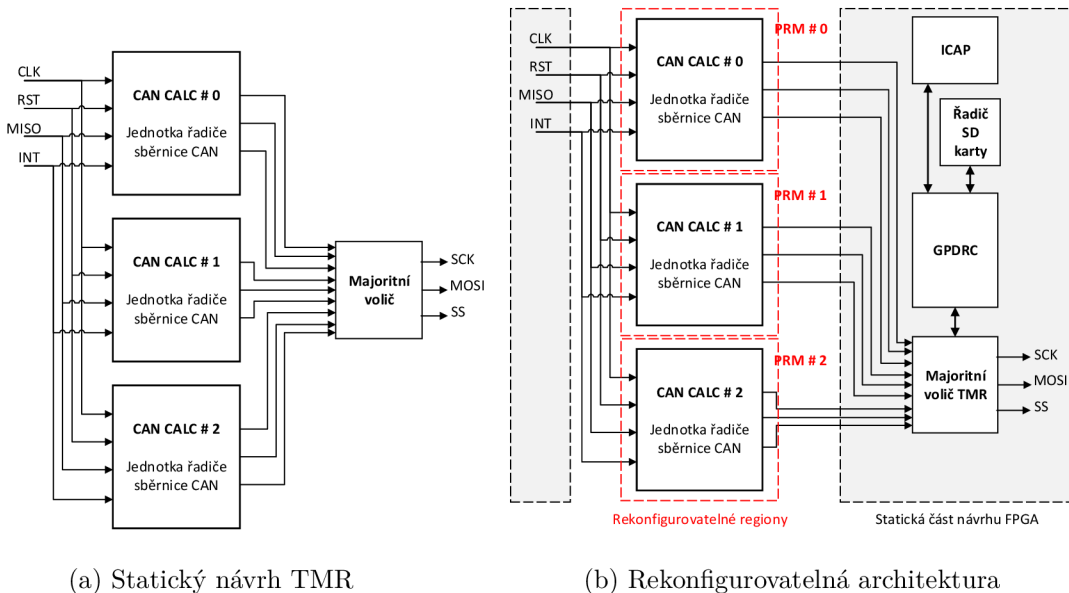 CLK
RST
MISO
INT
CAN CALC # 0
Jednotka řadiče
sběrnice CAN
CAN CALC # 1
Jednotka řadiče
sběrnice CAN
CAN CALC # 2
Jednotka řadiče
sběrnice CAN
Majoritní
volič
SCK
MOSI
SS
(a) Statický návrh TMR
CLK
RST
MISO
INT
PRM # 0
CAN CALC # 0
Jednotka řadiče
sběrnice CAN
PRM # 1
CAN CALC # 1
Jednotka řadiče
sběrnice CAN
PRM # 2
CAN CALC # 2
Jednotka řadiče
sběrnice CAN
ICAP
Řadič
SD
karty
GPDRC
Majoritní
volič TMR
SCK
MOSI
SS
Rekonfigurovatelné regiony
Statická část návrhu FPGA
(b) Rekonfigurovatelná architektura